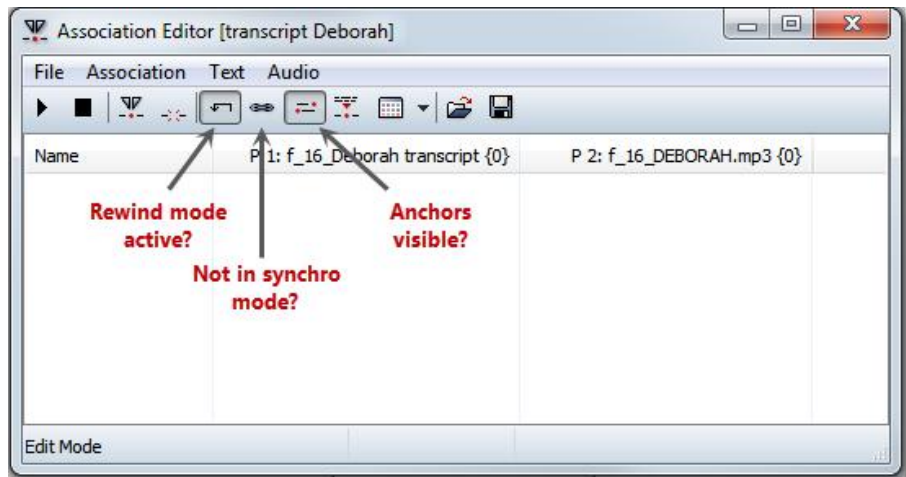 Association Editor [transcript Deborah]
File Association Text Audio
Name P 1: f_16_Deborah transcript {0} P 2: f_16_DEBORAH.mp3 {0}
Rewind mode
active?
Anchors
visible?
Not in synchro
mode?
Edit Mode